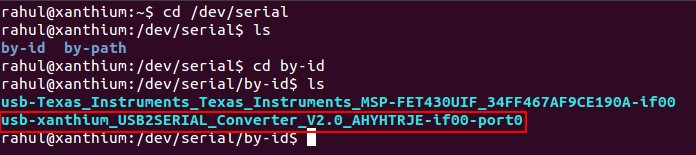 rahul@xanthium:~$ cd /dev/serial
rahul@xanthium:/dev/serial$ ls
by-id  by-path
rahul@xanthium:/dev/serial$ cd by-id
rahul@xanthium:/dev/serial/by-id$ ls
usb-Texas_Instruments_Texas_Instruments_MSP-FET430UIF_34FF467AF9CE190A-if00
usb-xanthium_USB2SERIAL_Converter_V2.0_AHYHTRJE-if00-port0
rahul@xanthium:/dev/serial/by-id$